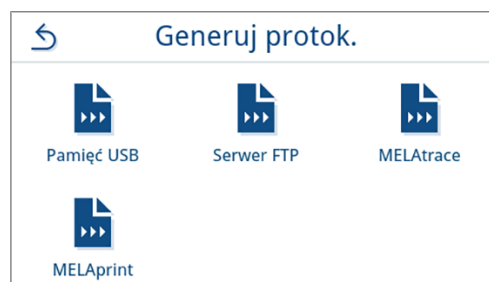 Generuj protok.
Pamięć USB
Serwer FTP
MELAtrace
MELAprint